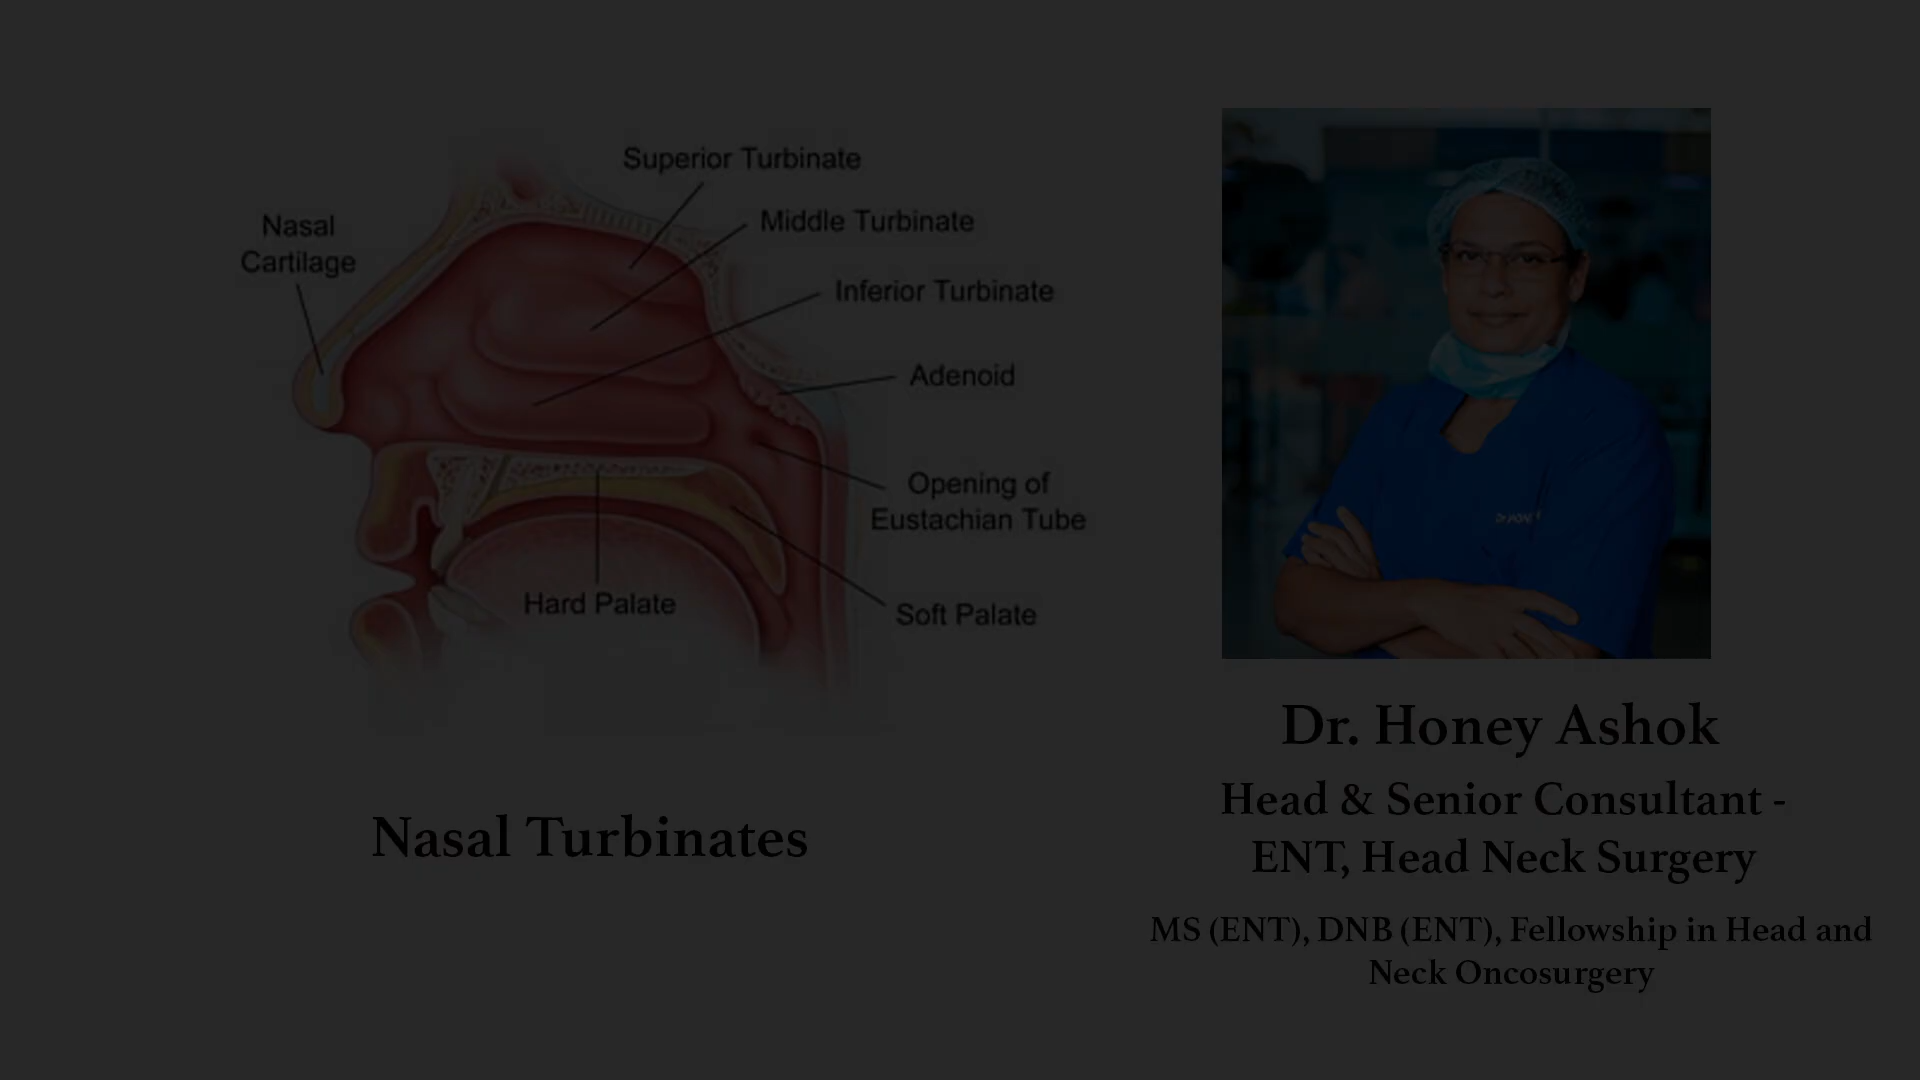 Superior Turbinate
Middle Turbinate
Nasal
Cartilage
Inferior Turbinate
Adenoid
Opening of
Eustachian Tube
Hard Palate
Soft Palate
Nasal Turbinates
Dr. Honey Ashok
Head & Senior Consultant -
ENT, Head Neck Surgery
MS (ENT), DNB (ENT), Fellowship in Head and
Neck Oncosurgery